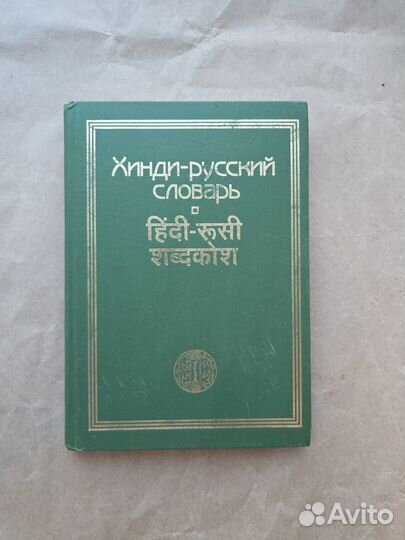 Хинди-русский
словарь
हिंदी-रूसी
शब्दकोश
Avito